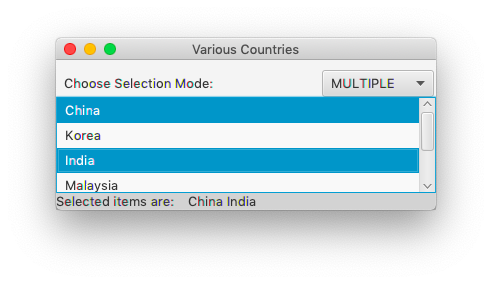 Various Countries
Choose Selection Mode: MULTIPLE
China
Korea
India
Malaysia
Selected items are: China India